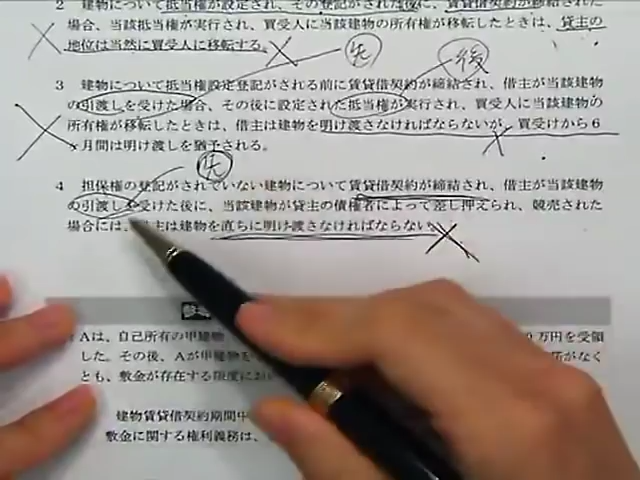 2 建物について抵当権が設定され、その登記がされた後に、賃貸借契約が締結された
場合、当該抵当権が実行され、買受人に当該建物の所有権が移転したときは、貸主の
地位は当然に買受人に移転する。
先
後
3 建物について抵当権設定登記がされる前に賃貸借契約が締結され、借主が当該建物
の引渡しを受けた場合、その後に設定された抵当権が実行され、買受人に当該建物の
所有権が移転したときは、借主は建物を明け渡さなければならないが、買受けから6
月間は明け渡しを猶予される。
先
4 担保権の登記がされていない建物について賃貸借契約が締結され、借主が当該建物
の引渡しを受けた後に、当該建物が貸主の債権者によって差し押えられ、競売された
場合には、主は建物を直ちに明け渡さなければならない。
Aは、自己所有の甲建物 万円を受領
した。その後、Aが甲建物を がなく
とも、敷金が存在する限度に
建物賃貸借契約期間中
敷金に関する権利義務は、